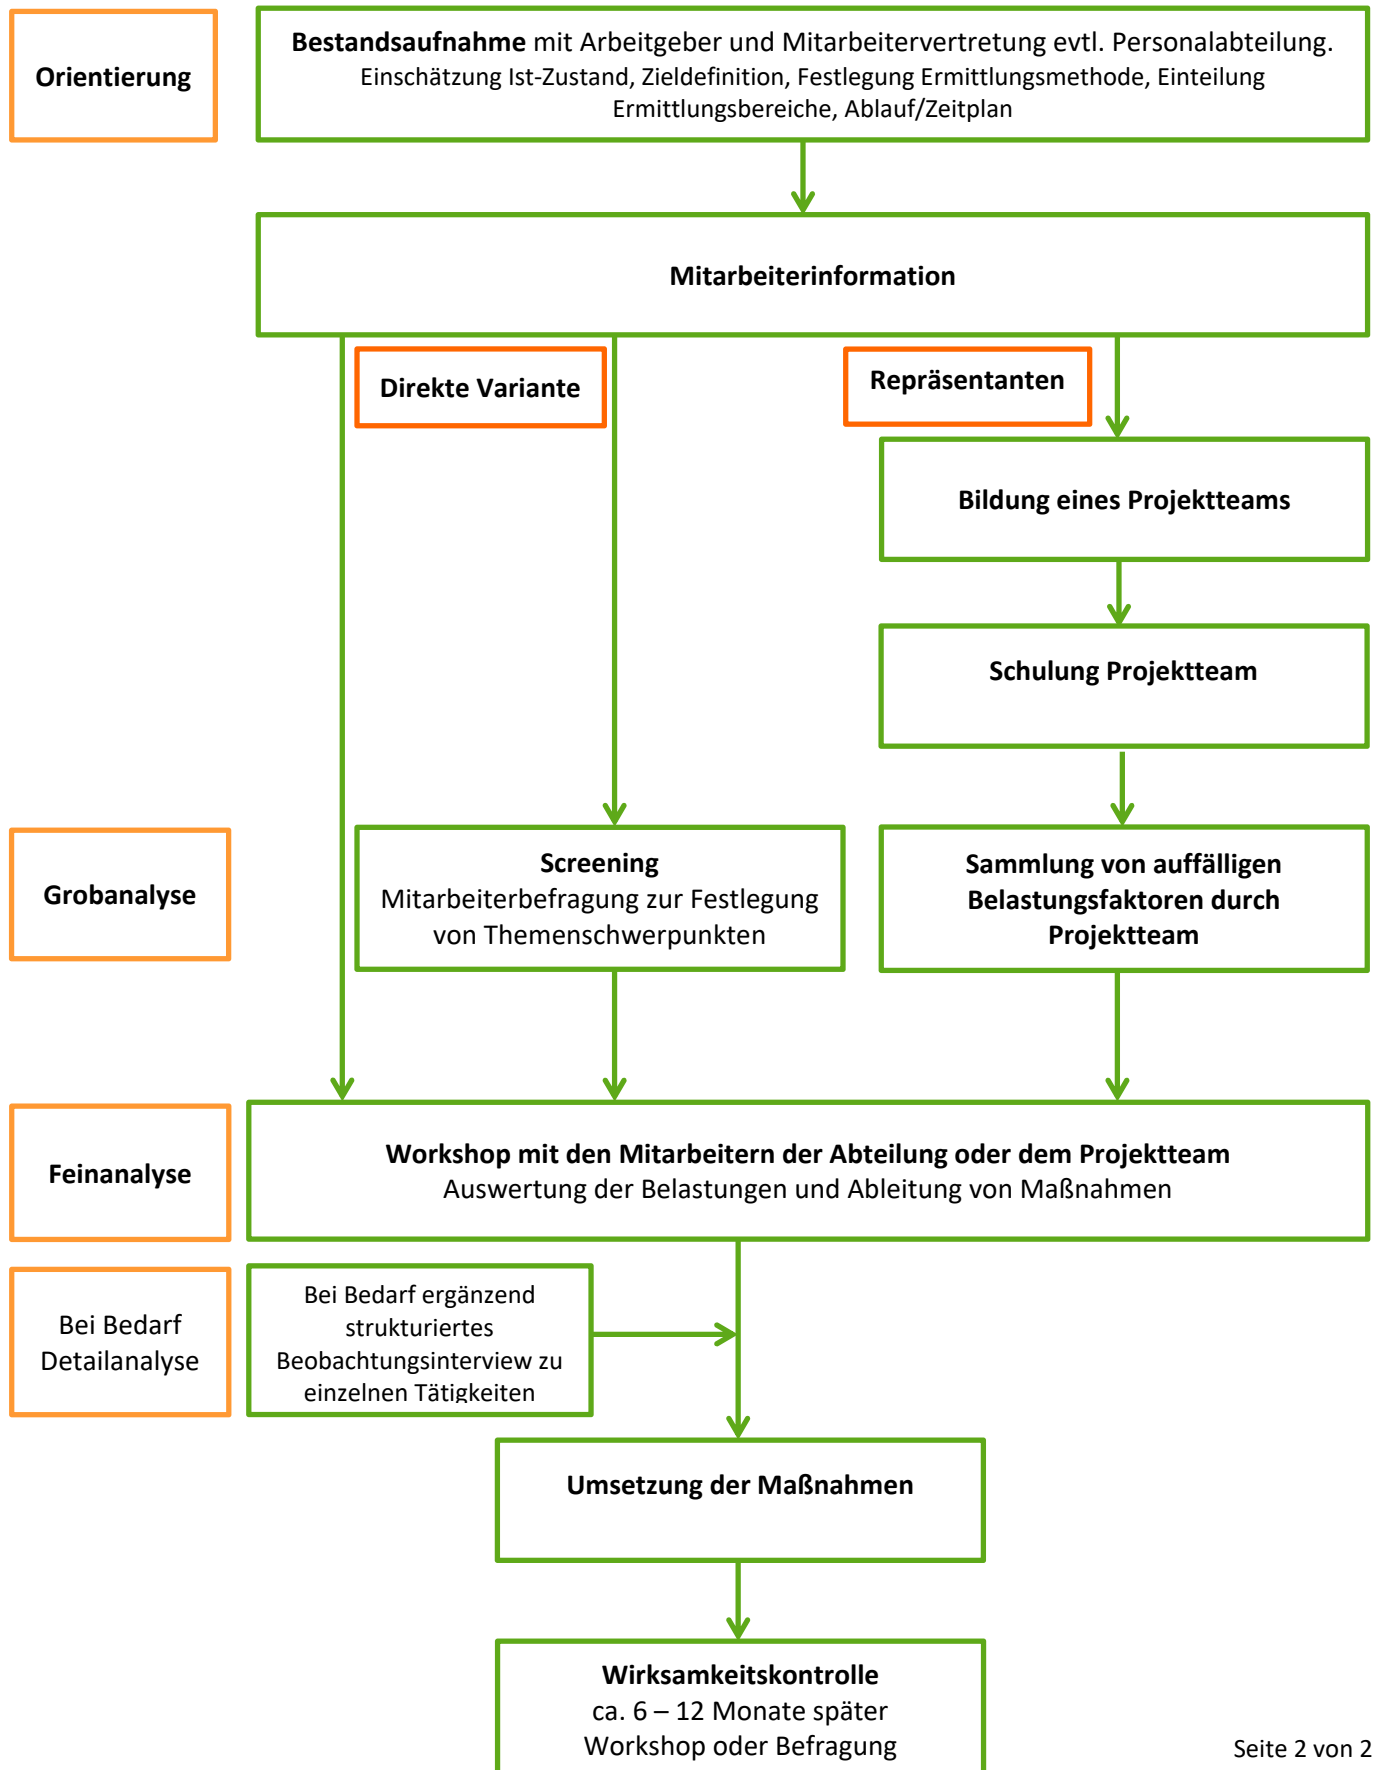 Orientierung
Bestandsaufnahme mit Arbeitgeber und Mitarbeitervertretung evtl. Personalabteilung.
Einschätzung Ist-Zustand, Zieldefinition, Festlegung Ermittlungsmethode, Einteilung
Ermittlungsbereiche, Ablauf/Zeitplan
Mitarbeiterinformation
Direkte Variante
Repräsentanten
Bildung eines Projektteams
Schulung Projektteam
Grobanalyse
Screening
Mitarbeiterbefragung zur Festlegung
von Themenschwerpunkten
Sammlung von auffälligen
Belastungsfaktoren durch
Projektteam
Feinanalyse
Workshop mit den Mitarbeitern der Abteilung oder dem Projektteam
Auswertung der Belastungen und Ableitung von Maßnahmen
Bei Bedarf
Detailanalyse
Bei Bedarf ergänzend
strukturiertes
Beobachtungsinterview zu
einzelnen Tätigkeiten
Umsetzung der Maßnahmen
Wirksamkeitskontrolle
ca. 6 – 12 Monate später
Workshop oder Befragung
Seite 2 von 2